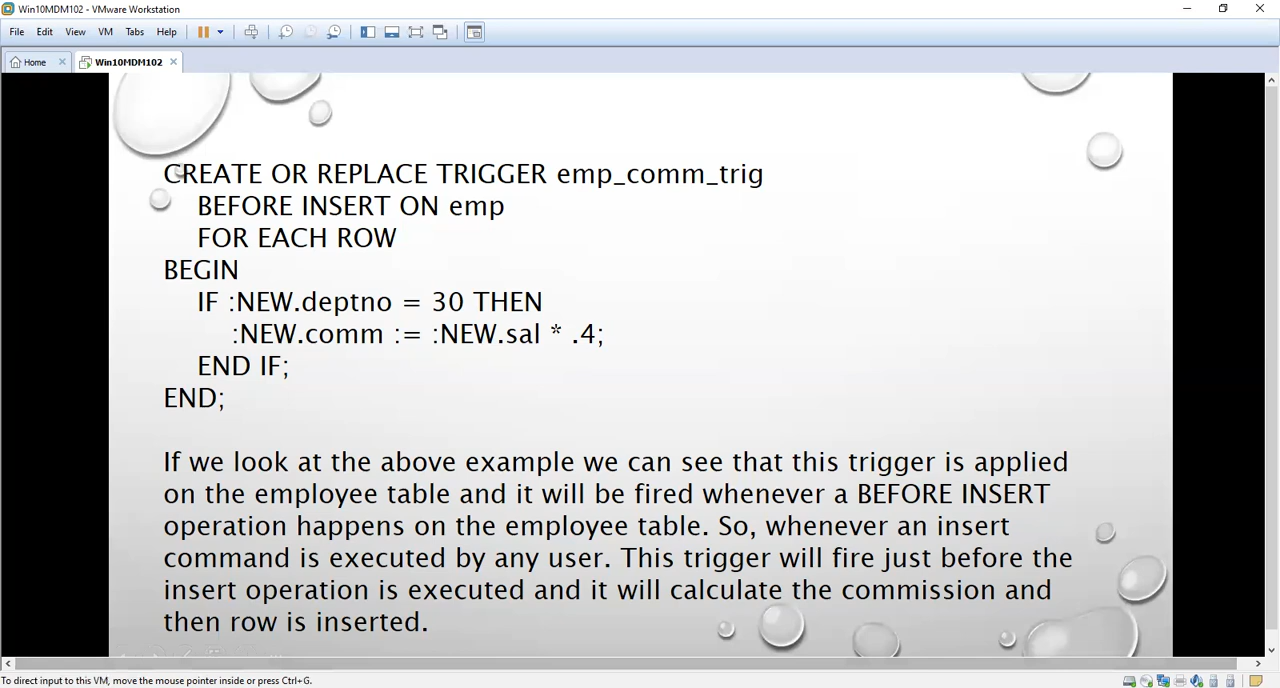 Win10MDM102 - VMware Workstation
File Edit View VM Tabs Help
Home Win10MDM102
CREATE OR REPLACE TRIGGER emp_comm_trig
BEFORE INSERT ON emp
FOR EACH ROW
BEGIN
IF :NEW.deptno = 30 THEN
:NEW.comm := :NEW.sal * .4;
END IF;
END;
If we look at the above example we can see that this trigger is applied
on the employee table and it will be fired whenever a BEFORE INSERT
operation happens on the employee table. So, whenever an insert
command is executed by any user. This trigger will fire just before the
insert operation is executed and it will calculate the commission and
then row is inserted.
To direct input to this VM, move the mouse pointer inside or press Ctrl+G.